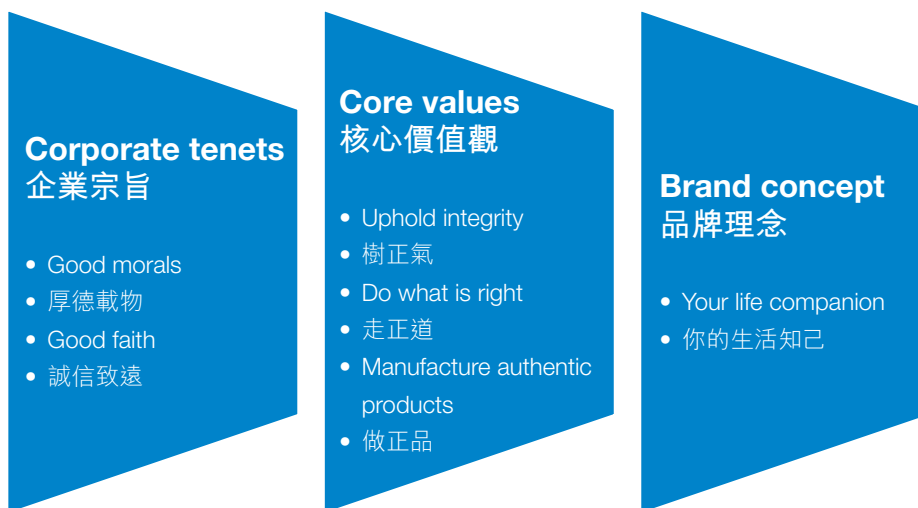 Corporate tenets
企業宗旨
• Good morals
• 厚德載物
• Good faith
• 誠信致遠
Core values
核心價值觀
• Uphold integrity
• 樹正氣
• Do what is right
• 走正道
• Manufacture authentic
products
• 做正品
Brand concept
品牌理念
• Your life companion
• 你的生活知己